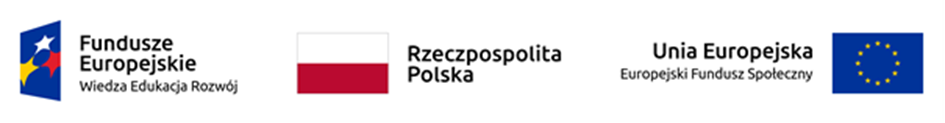 Fundusze
Europejskie
Wiedza Edukacja Rozwój
Rzeczpospolita
Polska
Unia Europejska
Europejski Fundusz Społeczny